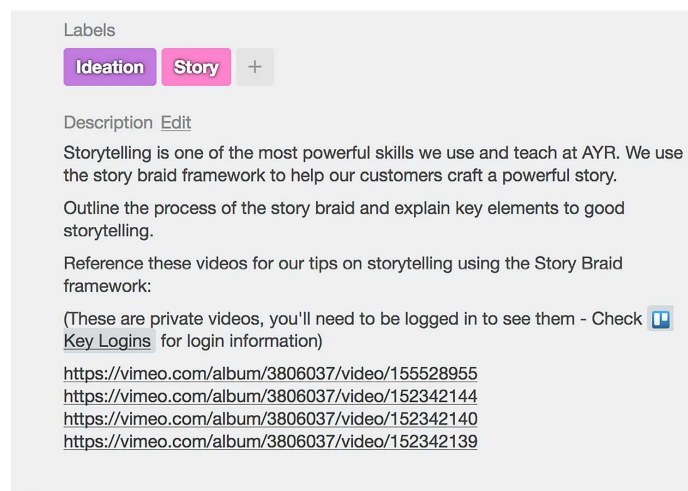 Labels
Ideation Story +
Description Edit
Storytelling is one of the most powerful skills we use and teach at AYR. We use
the story braid framework to help our customers craft a powerful story.
Outline the process of the story braid and explain key elements to good
storytelling.
Reference these videos for our tips on storytelling using the Story Braid
framework:
(These are private videos, you'll need to be logged in to see them - Check
Key Logins for login information)
https://vimeo.com/album/3806037/video/155528955
https://vimeo.com/album/3806037/video/152342144
https://vimeo.com/album/3806037/video/152342140
https://vimeo.com/album/3806037/video/152342139